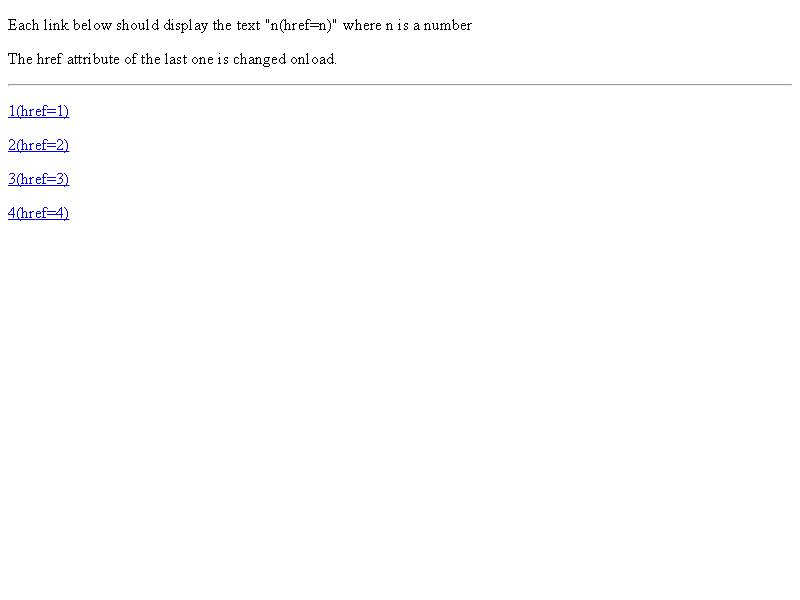 Each link below should display the text "n(href=n)" where n is a number
The href attribute of the last one is changed onload.
1(href=1)
2(href=2)
3(href=3)
4(href=4)